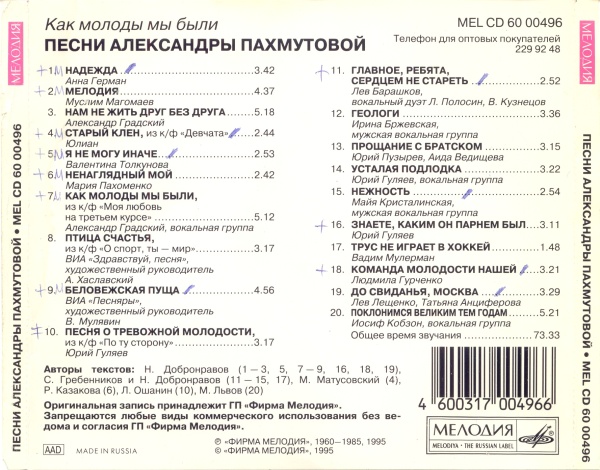 Как молоды мы были
ПЕСНИ АЛЕКСАНДРЫ ПАХМУТОВОЙ
MEL CD 60 00496
Телефон для оптовых покупателей
229 92 48
МЕЛОДИЯ
ПЕСНИ АЛЕКСАНДРЫ ПАХМУТОВОЙ • MEL CD 60 00496
1. НАДЕЖДА 3.42
Анна Герман
2. МЕЛОДИЯ 4.37
Муслим Магомаев
3. НАМ НЕ ЖИТЬ ДРУГ БЕЗ ДРУГА 5.18
Александр Градский
4. СТАРЫЙ КЛЕН, из к/ф «Девчата» 2.44
Юлиан
5. Я НЕ МОГУ ИНАЧЕ 2.53
Валентина Толкунова
6. НЕНАГЛЯДНЫЙ МОЙ 2.42
Мария Пахоменко
7. КАК МОЛОДЫ МЫ БЫЛИ,
из к/ф «Моя любовь
на третьем курсе» 5.12
Александр Градский, вокальная группа
8. ПТИЦА СЧАСТЬЯ,
из к/ф «О спорт, ты — мир» 3.17
ВИА «Здравствуй, песня»,
художественный руководитель
А. Хаславский
9. БЕЛОВЕЖСКАЯ ПУЩА 4.56
ВИА «Песняры»,
художественный руководитель
В. Мулявин
10. ПЕСНЯ О ТРЕВОЖНОЙ МОЛОДОСТИ,
из к/ф «По ту сторону» 3.17
Юрий Гуляев
11. ГЛАВНОЕ, РЕБЯТА,
СЕРДЦЕМ НЕ СТАРЕТЬ 2.52
Лев Барашков,
вокальный дуэт Л. Полосин, В. Кузнецов
12. ГЕОЛОГИ 3.36
Ирина Бржевская,
мужская вокальная группа
13. ПРОЩАНИЕ С БРАТСКОМ 3.15
Юрий Пузырев, Аида Ведищева
14. УСТАЛАЯ ПОДЛОДКА 3.22
Юрий Гуляев, вокальная группа
15. НЕЖНОСТЬ 2.54
Майя Кристалинская,
мужская вокальная группа
16. ЗНАЕТЕ, КАКИМ ОН ПАРНЕМ БЫЛ 3.11
Юрий Гуляев
17. ТРУС НЕ ИГРАЕТ В ХОККЕЙ 1.48
Вадим Мулерман
18. КОМАНДА МОЛОДОСТИ НАШЕЙ 3.21
Людмила Гурченко
19. ДО СВИДАНЬЯ, МОСКВА 3.29
Лев Лещенко, Татьяна Анциферова
20. ПОКЛОНИМСЯ ВЕЛИКИМ ТЕМ ГОДАМ 5.21
Иосиф Кобзон, вокальная группа
Общее время звучания 73.33
Авторы текстов: Н. Добронравов (1—3, 5, 7—9, 16, 18, 19),
С. Гребенников и Н. Добронравов (11—15, 17), М. Матусовский (4),
Р. Казакова (6), Л. Ошанин (10), М. Львов (20)
Оригинальная запись принадлежит ГП «Фирма Мелодия».
Запрещаются любые виды коммерческого использования без ве-
дома и согласия ГП «Фирма Мелодия».
AAD
MADE IN RUSSIA
℗ «ФИРМА МЕЛОДИЯ», 1960–1985, 1995
© «ФИРМА МЕЛОДИЯ», 1995
4 600317 004966
МЕЛОДИЯ
MELODIYA • THE RUSSIAN LABEL
МЕЛОДИЯ
ПЕСНИ АЛЕКСАНДРЫ ПАХМУТОВОЙ • MEL CD 60 00496